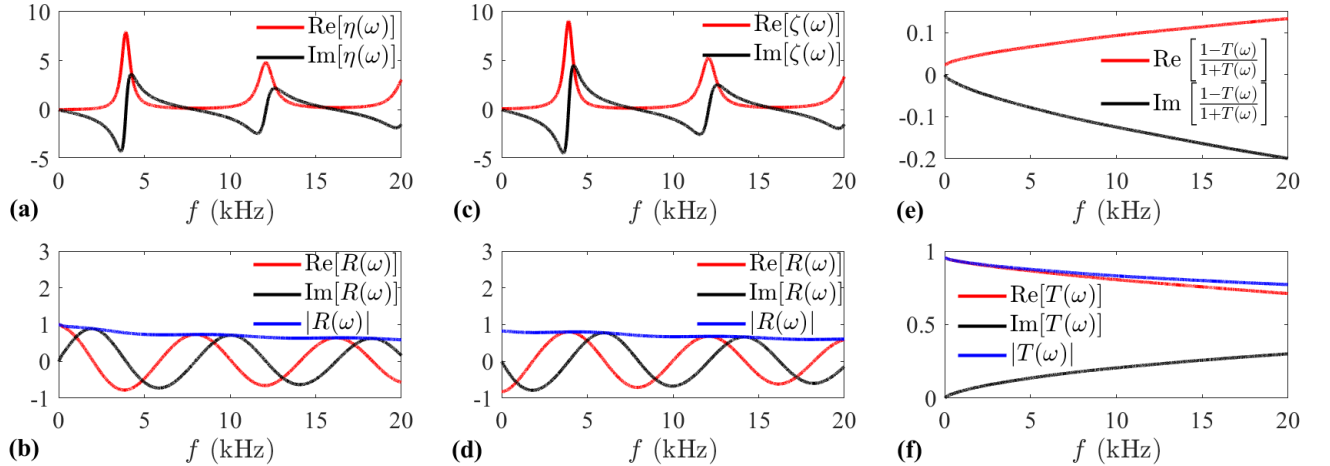 10
5
0
-5
0 5 10 15 20
Re[η(ω)]
Im[η(ω)]
(a)
f (kHz)
10
5
0
-5
0 5 10 15 20
Re[ζ(ω)]
Im[ζ(ω)]
(c)
f (kHz)
0.1
0
-0.1
-0.2
0 5 10 15 20
Re [1−T(ω)/1+T(ω)]
Im [1−T(ω)/1+T(ω)]
(e)
f (kHz)
3
2
1
0
-1
0 5 10 15 20
Re[R(ω)]
Im[R(ω)]
|R(ω)|
(b)
f (kHz)
3
2
1
0
-1
0 5 10 15 20
Re[R(ω)]
Im[R(ω)]
|R(ω)|
(d)
f (kHz)
1
0.5
0
0 5 10 15 20
Re[T(ω)]
Im[T(ω)]
|T(ω)|
(f)
f (kHz)